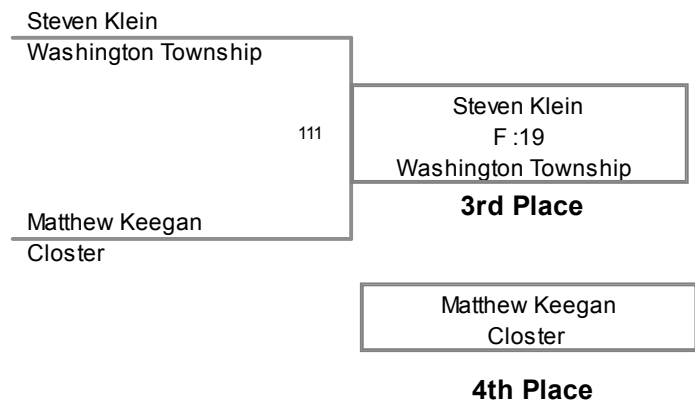 Steven Klein
Washington Township
111
Steven Klein
F :19
Washington Township
3rd Place
Matthew Keegan
Closter
Matthew Keegan
Closter
4th Place